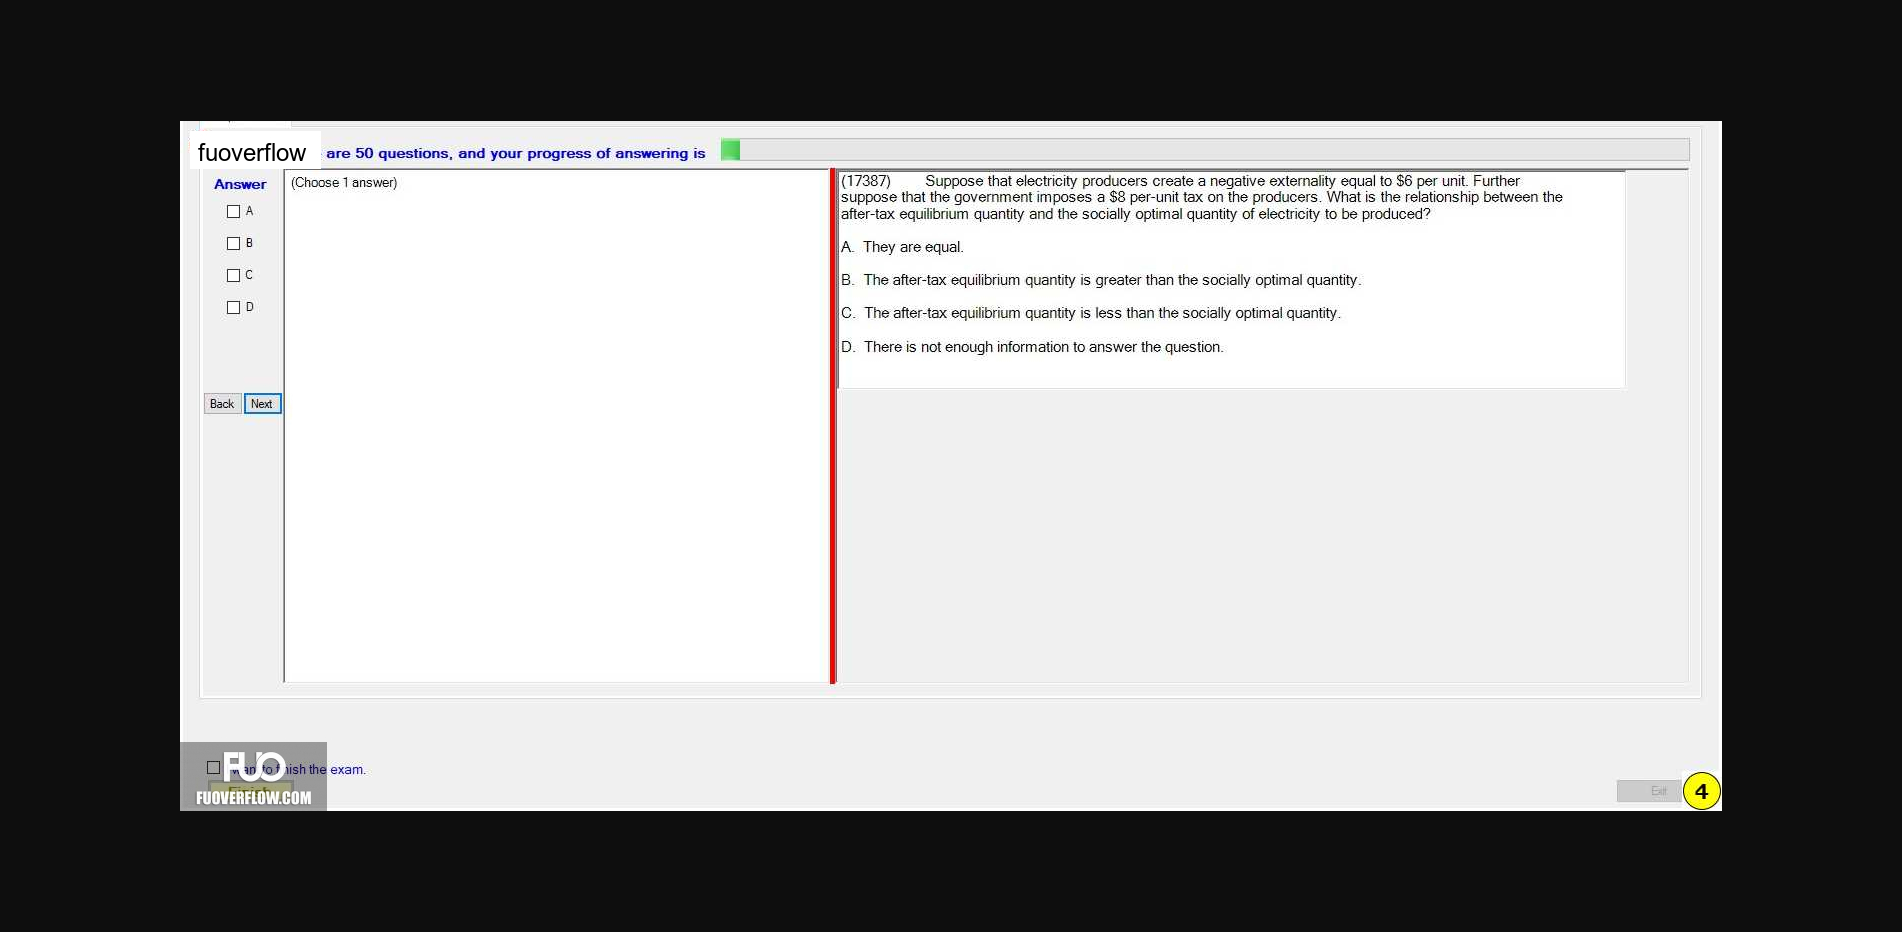 fuoverflow are 50 questions, and your progress of answering is
Answer
(Choose 1 answer)
A
B
C
D
Back Next
(17387) Suppose that electricity producers create a negative externality equal to $6 per unit. Further
suppose that the government imposes a $8 per-unit tax on the producers. What is the relationship between the
after-tax equilibrium quantity and the socially optimal quantity of electricity to be produced?
A. They are equal.
B. The after-tax equilibrium quantity is greater than the socially optimal quantity.
C. The after-tax equilibrium quantity is less than the socially optimal quantity.
D. There is not enough information to answer the question.
FUO
want to finish the exam.
Finish
FUOVERFLOW.COM
Exit
4